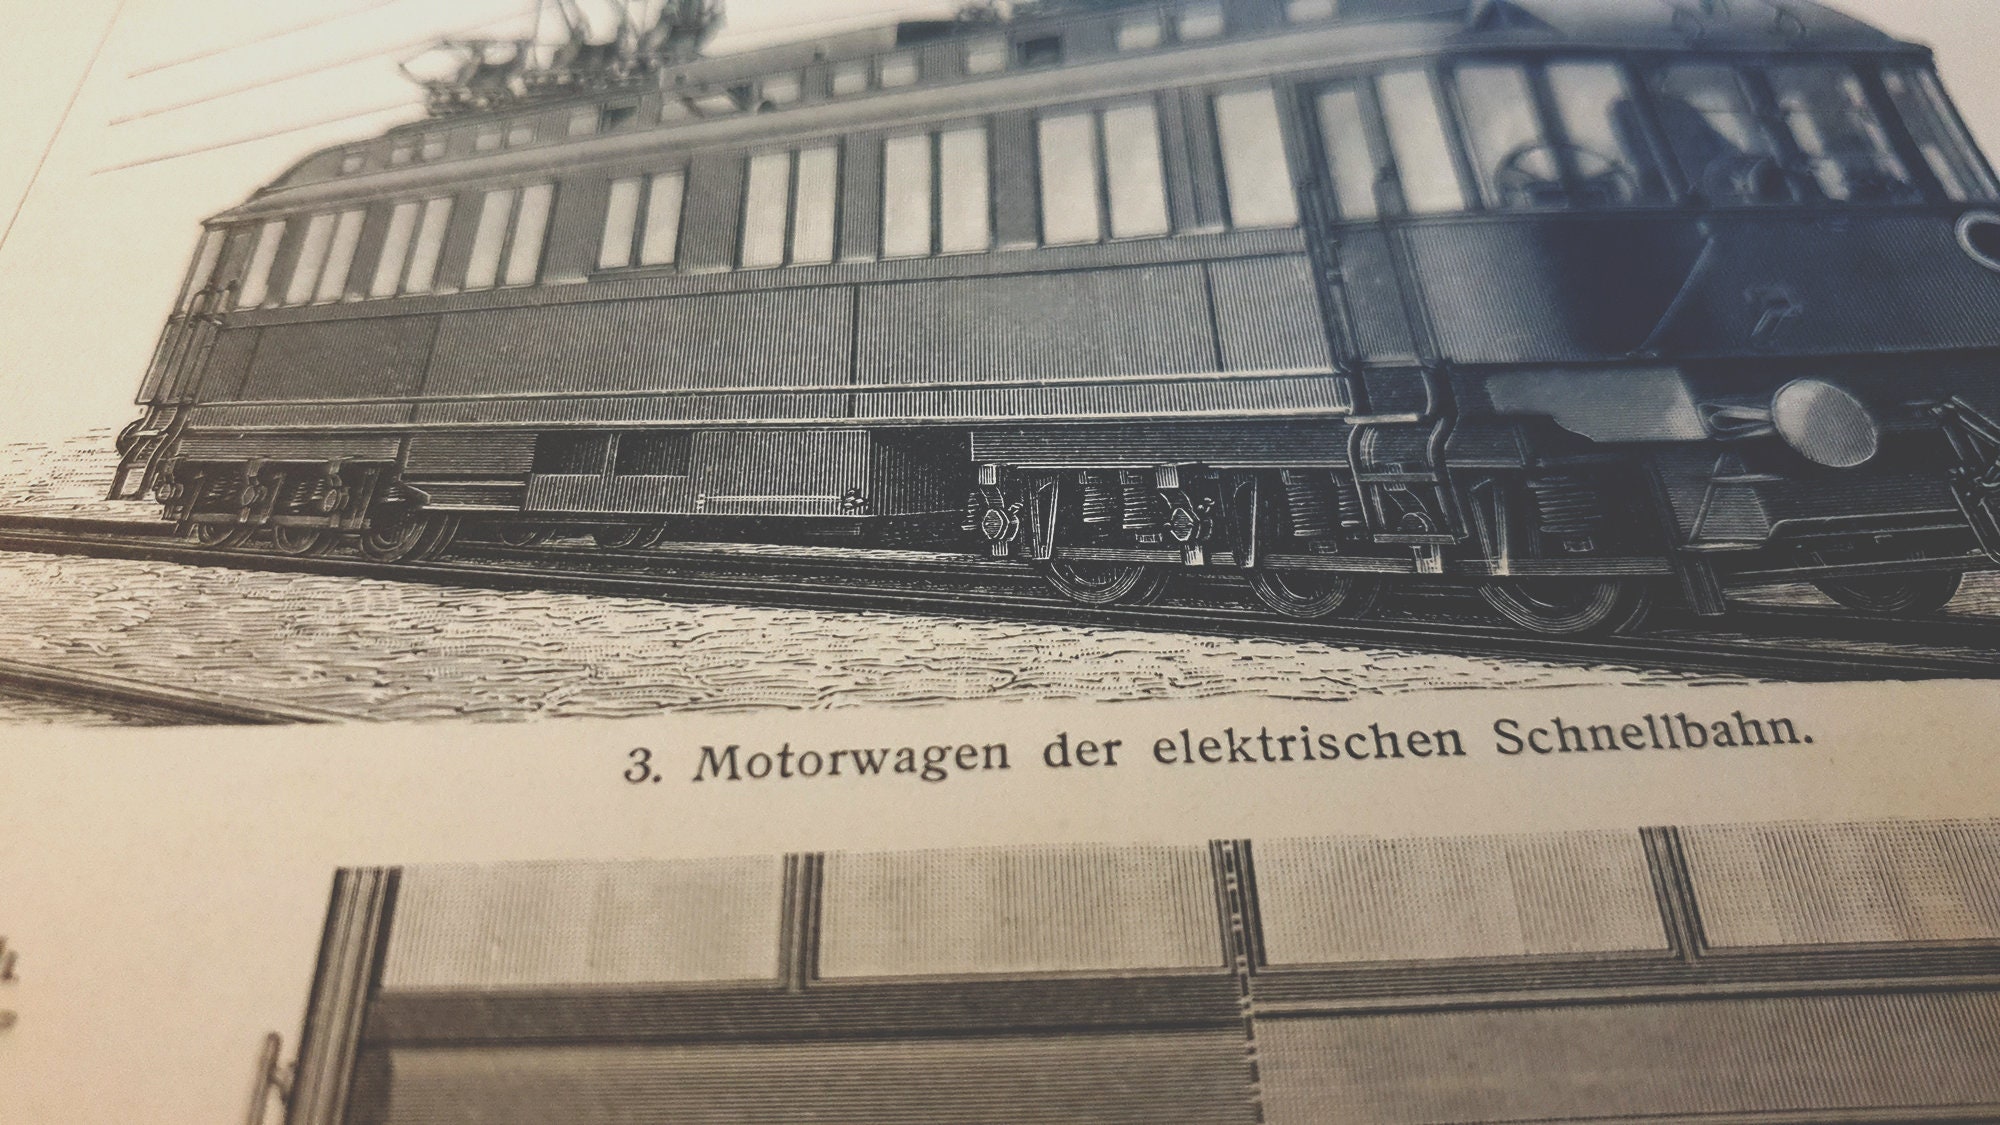 3. Motorwagen der elektrischen Schnellbahn.